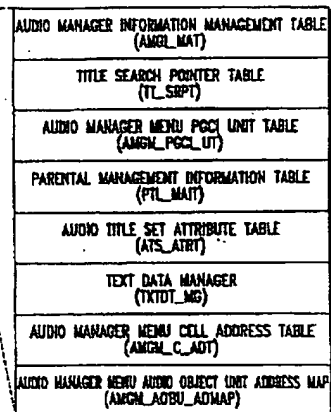 AUDIO MANAGER INFORMATION MANAGEMENT TABLE
(AMGI_MAT)
TITLE SEARCH POINTER TABLE
(TT_SRPT)
AUDIO MANAGER MENU PGCI UNIT TABLE
(AMGM_PGCI_UT)
PARENTAL MANAGEMENT INFORMATION TABLE
(PTL_MAIT)
AUDIO TITLE SET ATTRIBUTE TABLE
(ATS_ATRT)
TEXT DATA MANAGER
(TXTDT_MG)
AUDIO MANAGER MENU CELL ADDRESS TABLE
(AMGM_C_ADT)
AUDIO MANAGER MENU AUDIO OBJECT UNIT ADDRESS MAP
(AMGM_AOBU_ADMAP)